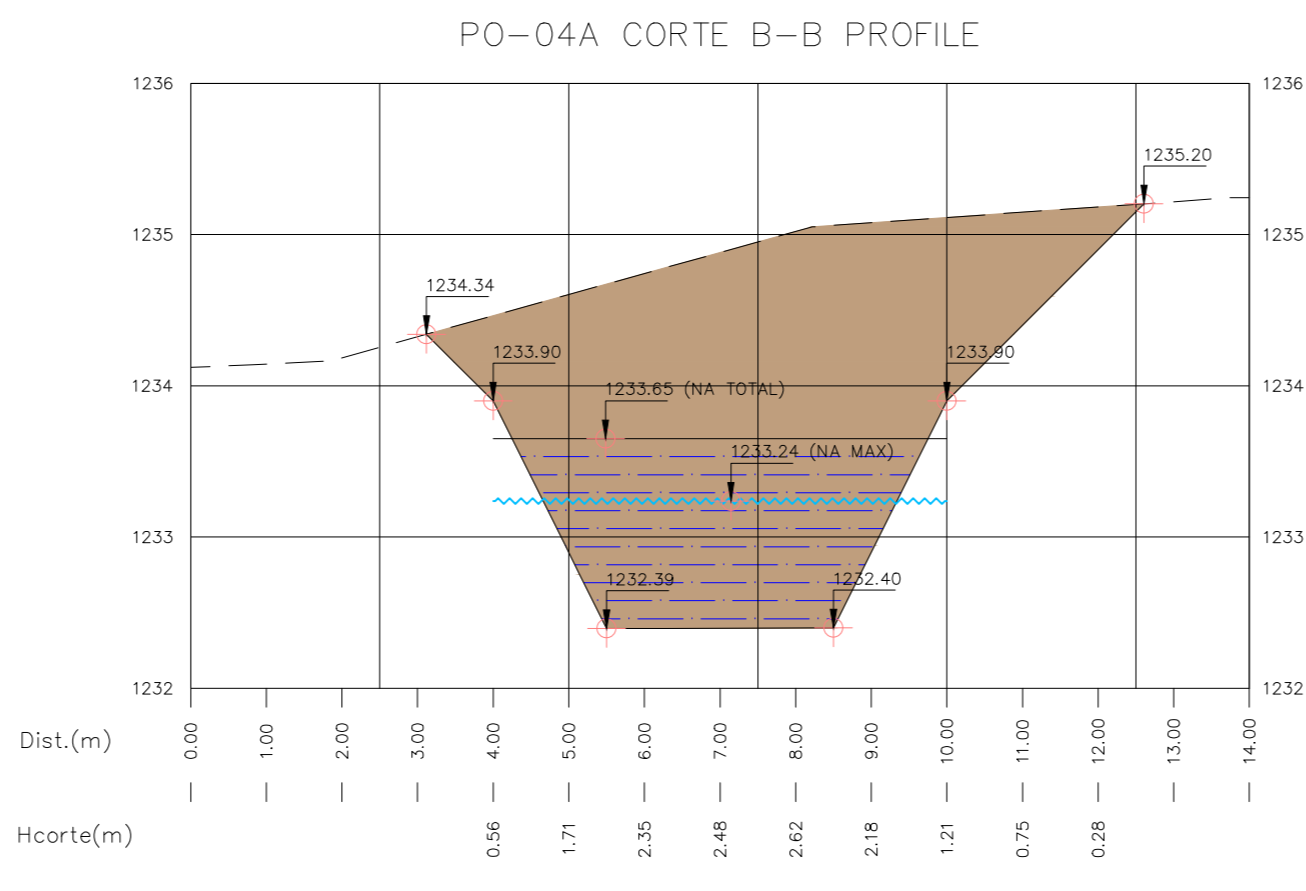 PO-04A CORTE B-B PROFILE
1236 1236
1235.20
1235 1235
1234.34
1233.90 1233.90
1234 1234
1233.65 (NA TOTAL)
1233.24 (NA MAX)
1233 1233
1232.39 1232.40
1232 1232
Dist.(m) 0.00 1.00 2.00 3.00 4.00 5.00 6.00 7.00 8.00 9.00 10.00 11.00 12.00 13.00 14.00
Hcorte(m) 0.56 1.71 2.35 2.48 2.62 2.18 1.21 0.75 0.28